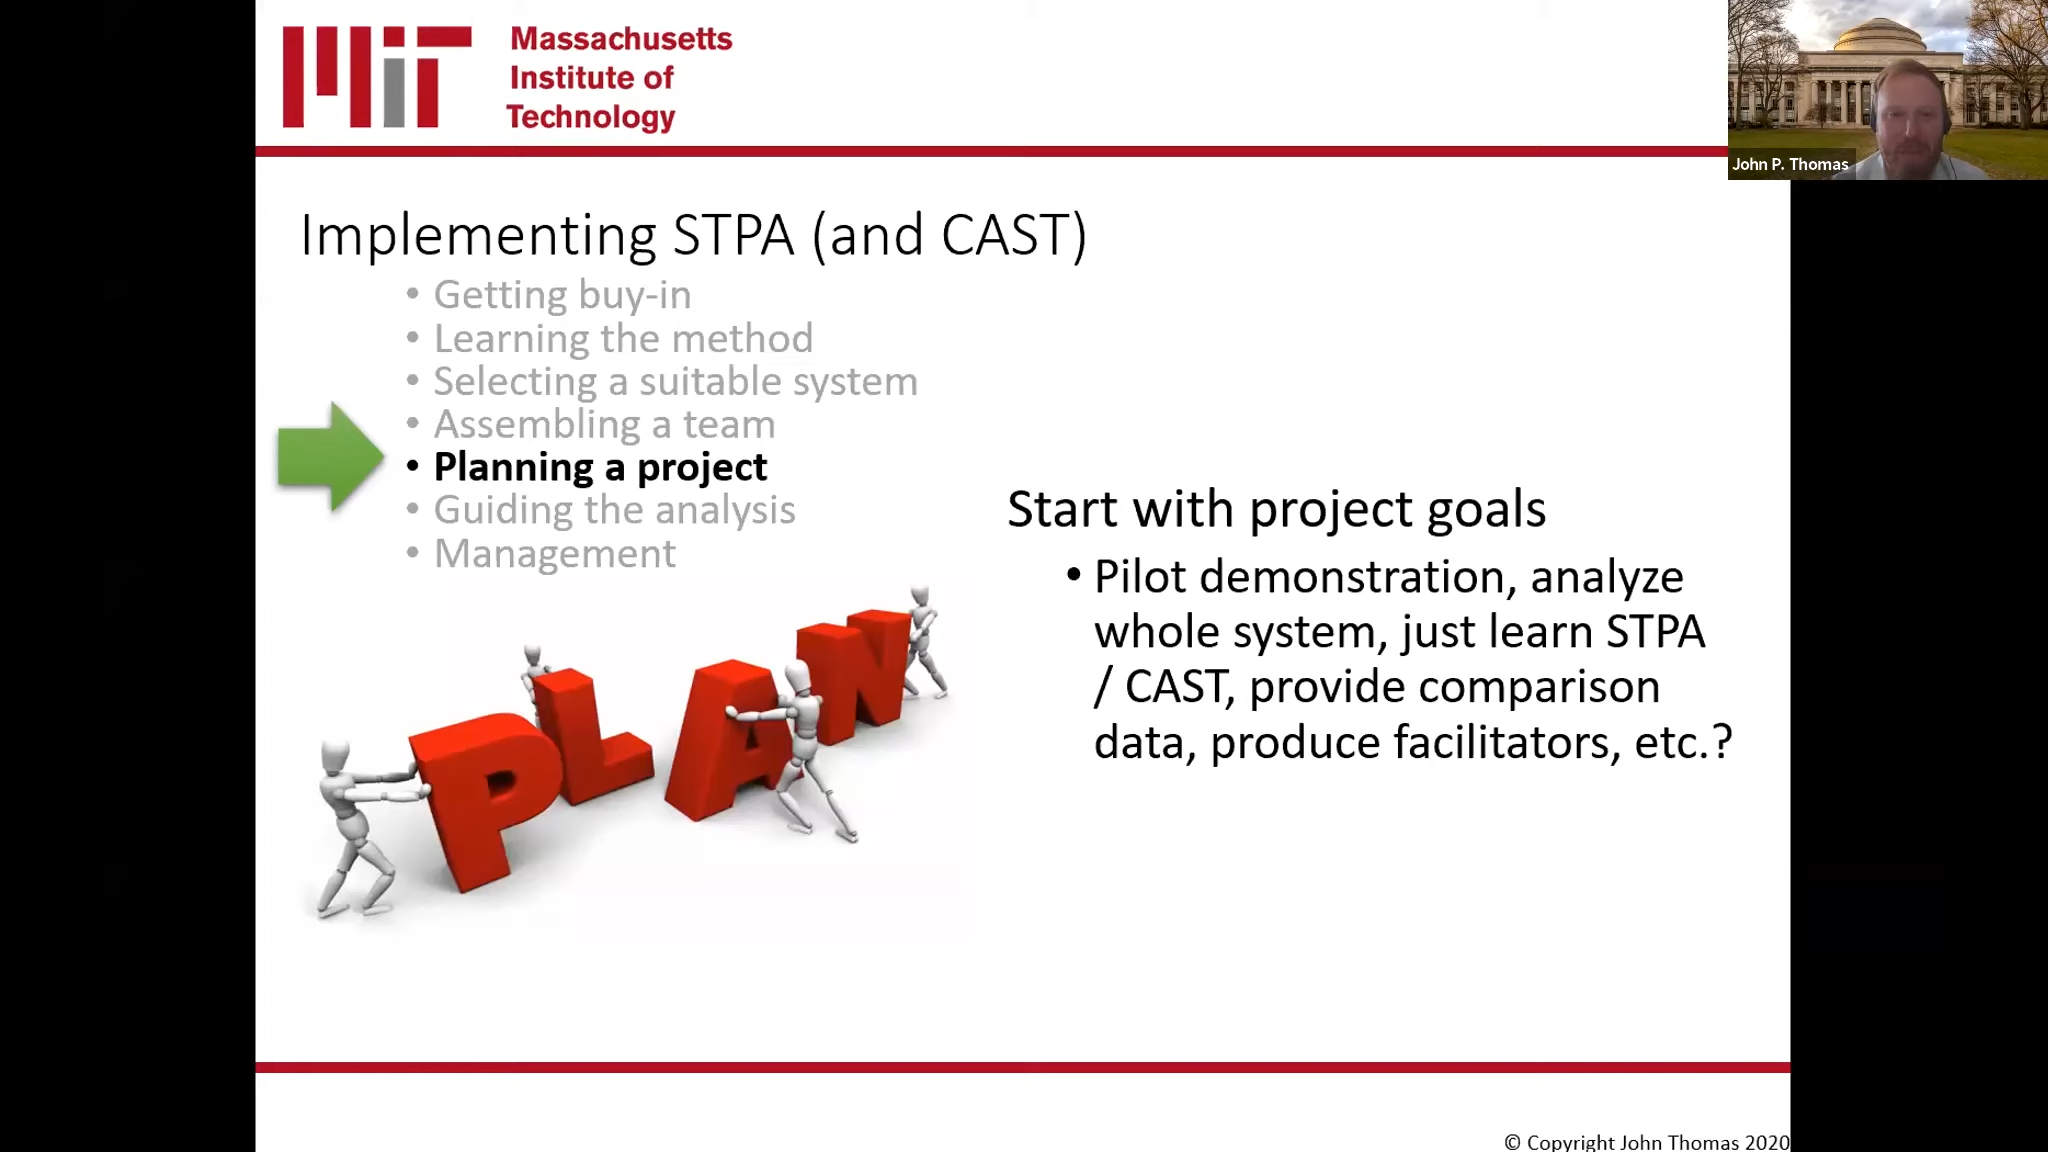 Massachusetts
Institute of
Technology
John P. Thomas
Implementing STPA (and CAST)
• Getting buy-in
• Learning the method
• Selecting a suitable system
• Assembling a team
• Planning a project
• Guiding the analysis
• Management
Start with project goals
• Pilot demonstration, analyze
whole system, just learn STPA
/ CAST, provide comparison
data, produce facilitators, etc.?
PLAN
© Copyright John Thomas 2020